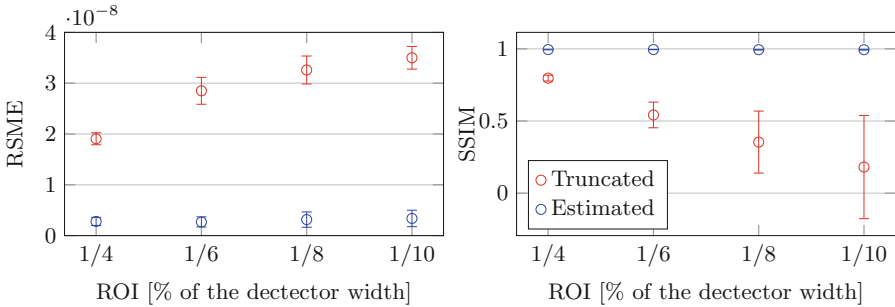 ·10−8
4
3
2
1
0
RSME
1/4 1/6 1/8 1/10
ROI [% of the dectector width]
1
0.5
0
SSIM
Truncated
Estimated
1/4 1/6 1/8 1/10
ROI [% of the dectector width]